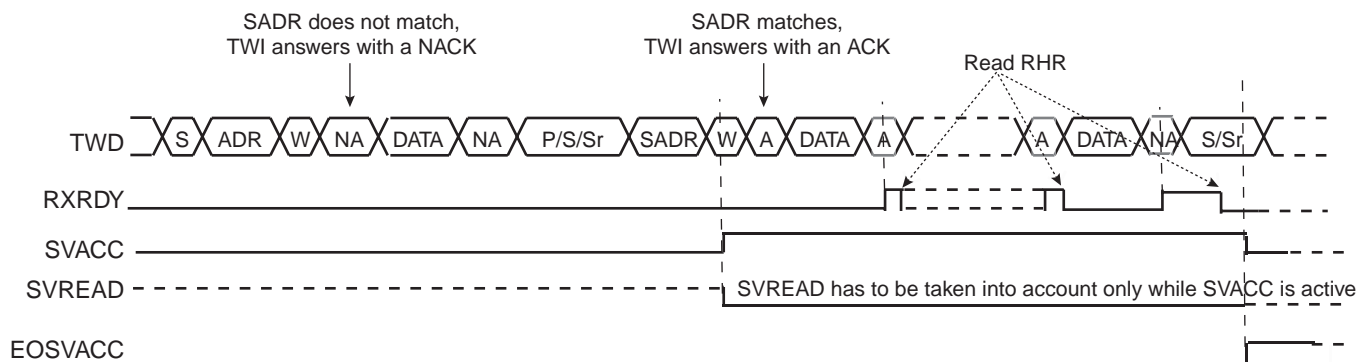 SADR does not match,
TWI answers with a NACK
SADR matches,
TWI answers with an ACK
Read RHR
TWD S ADR W NA DATA NA P/S/Sr SADR W A DATA A A DATA NA S/Sr
RXRDY
SVACC
SVREAD SVREAD has to be taken into account only while SVACC is active
EOSVACC